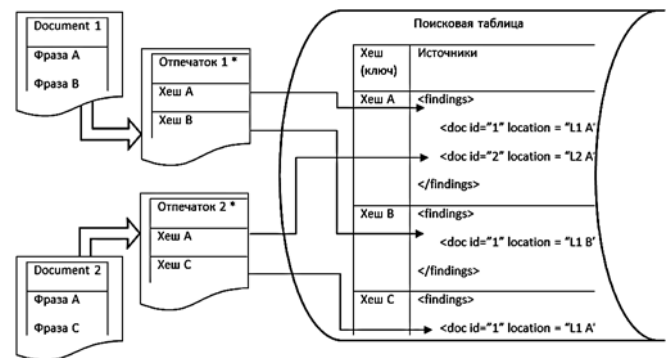 Document 1
Фраза A
Фраза B
Отпечаток 1 *
Хеш A
Хеш B
Отпечаток 2 *
Хеш A
Хеш C
Document 2
Фраза A
Фраза C
Поисковая таблица
Хеш (ключ)
Источники
Хеш A
<findings>
<doc id="1" location = "L1 A'
<doc id="2" location = "L2 A'
</findings>
Хеш B
<findings>
<doc id="1" location = "L1 B'
</findings>
Хеш C
<findings>
<doc id="1" location = "L1 A'